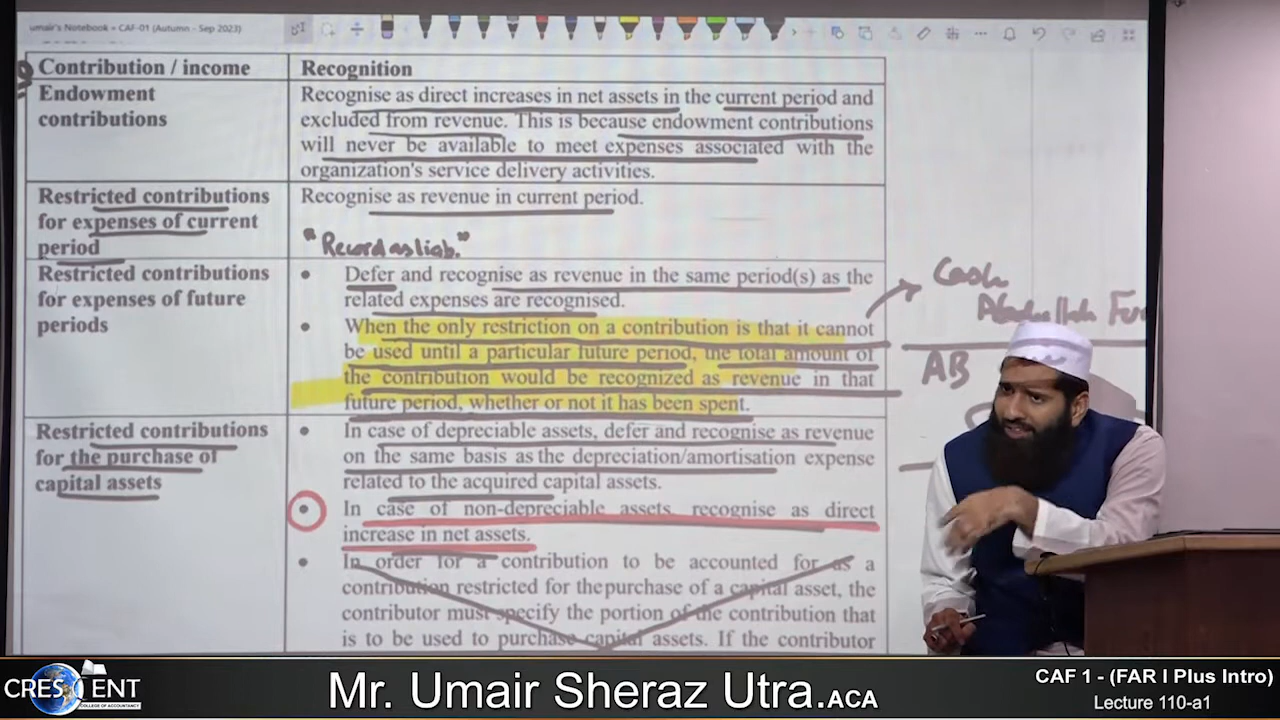 umair's Notebook » CAF-01 (Autumn - Sep 2023)
Contribution / income
Recognition
Endowment
contributions
Recognise as direct increases in net assets in the current period and
excluded from revenue. This is because endowment contributions
will never be available to meet expenses associated with the
organization's service delivery activities.
Restricted contributions
for expenses of current
period
Recognise as revenue in current period.
"Record as liab."
Restricted contributions
for expenses of future
periods
• Defer and recognise as revenue in the same period(s) as the
related expenses are recognised.
• When the only restriction on a contribution is that it cannot
be used until a particular future period, the total amount of
the contribution would be recognized as revenue in that
future period, whether or not it has been spent.
Restricted contributions
for the purchase of
capital assets
• In case of depreciable assets, defer and recognise as revenue
on the same basis as the depreciation/amortisation expense
related to the acquired capital assets.
• In case of non-depreciable assets, recognise as direct
increase in net assets.
• In order for a contribution to be accounted for as a
contribution restricted for the purchase of a capital asset, the
contributor must specify the portion of the contribution that
is to be used to purchase capital assets. If the contributor
Cash
AB
CRESCENT
COLLEGE OF ACCOUNTANCY
Mr. Umair Sheraz Utra.ACA
CAF 1 - (FAR I Plus Intro)
Lecture 110-a1